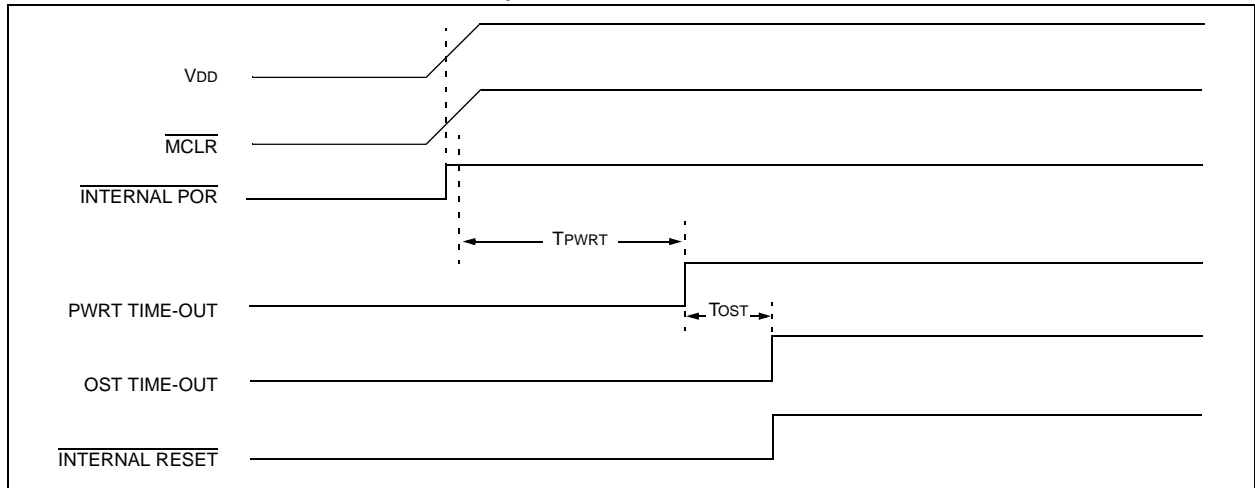 VDD
MCLR
INTERNAL POR
TPWRT
PWRT TIME-OUT
TOST
OST TIME-OUT
INTERNAL RESET